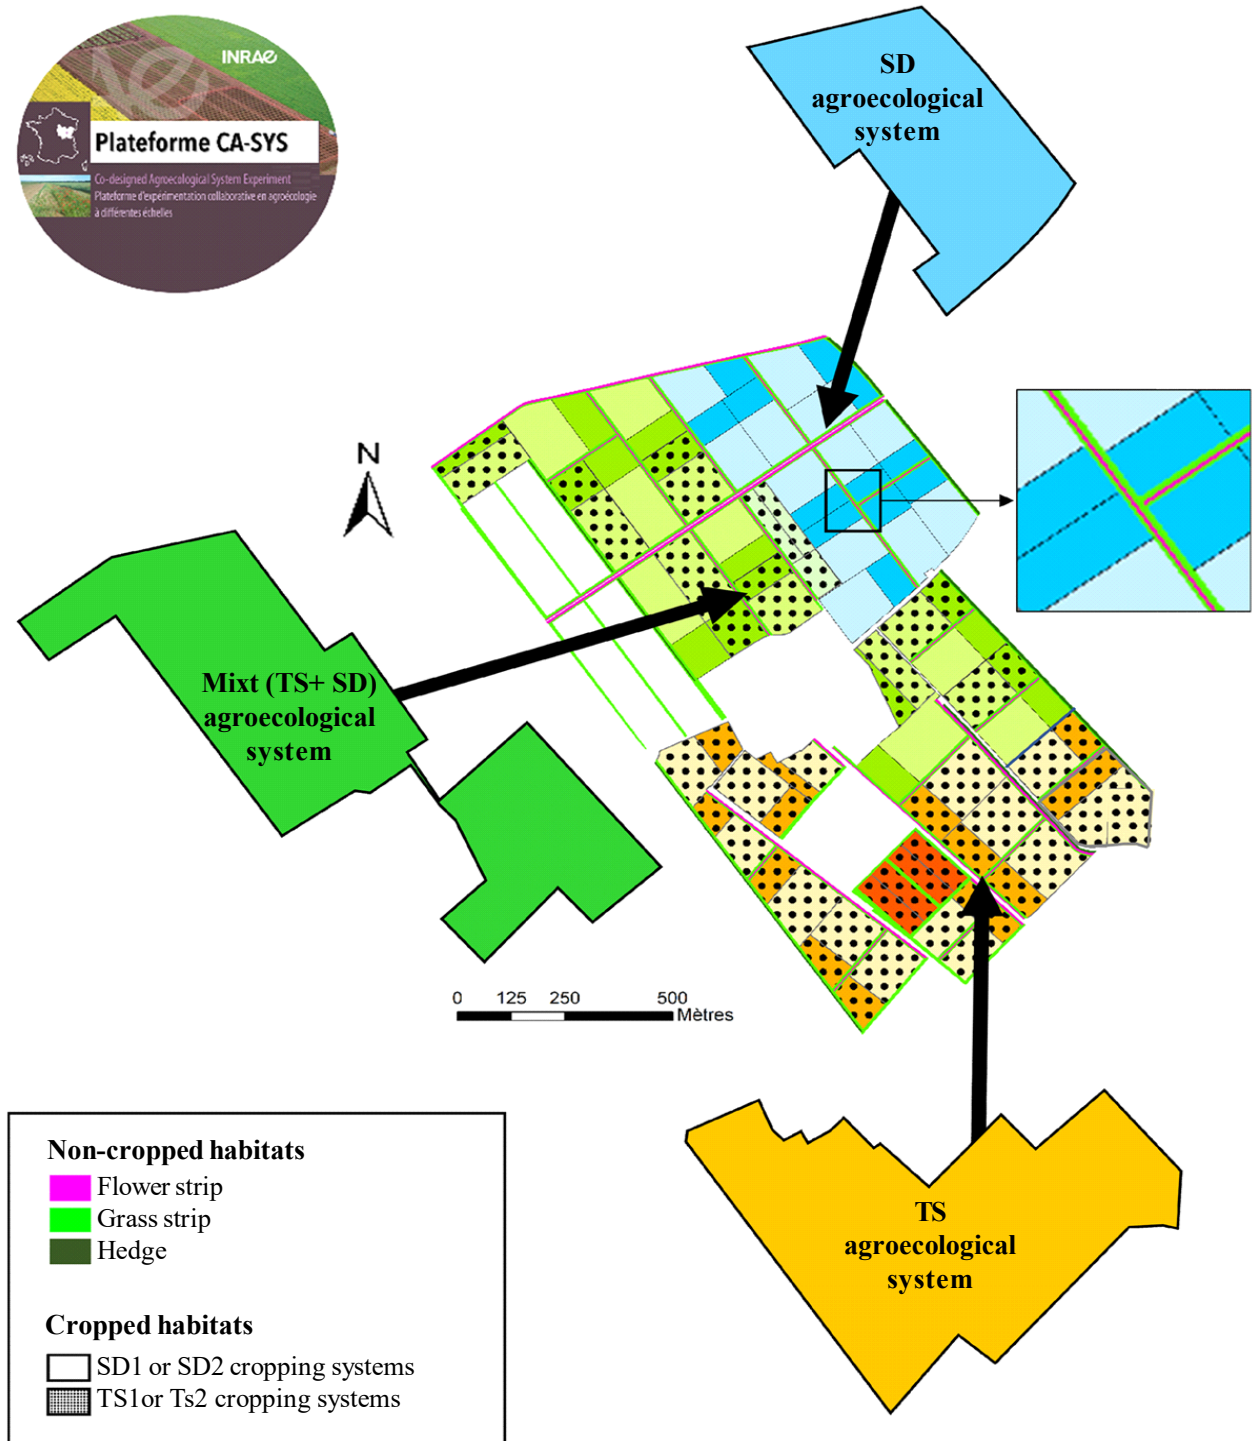 INRAE
Plateforme CA-SYS
Co-designed Agroecological System Experiment
Plateforme d'expérimentation collaborative en agroécologie
à différentes échelles
SD
agroecological
system
N
Mixt (TS+ SD)
agroecological
system
0 125 250 500
Mètres
TS
agroecological
system
Non-cropped habitats
Flower strip
Grass strip
Hedge
Cropped habitats
SD1 or SD2 cropping systems
TS1or Ts2 cropping systems